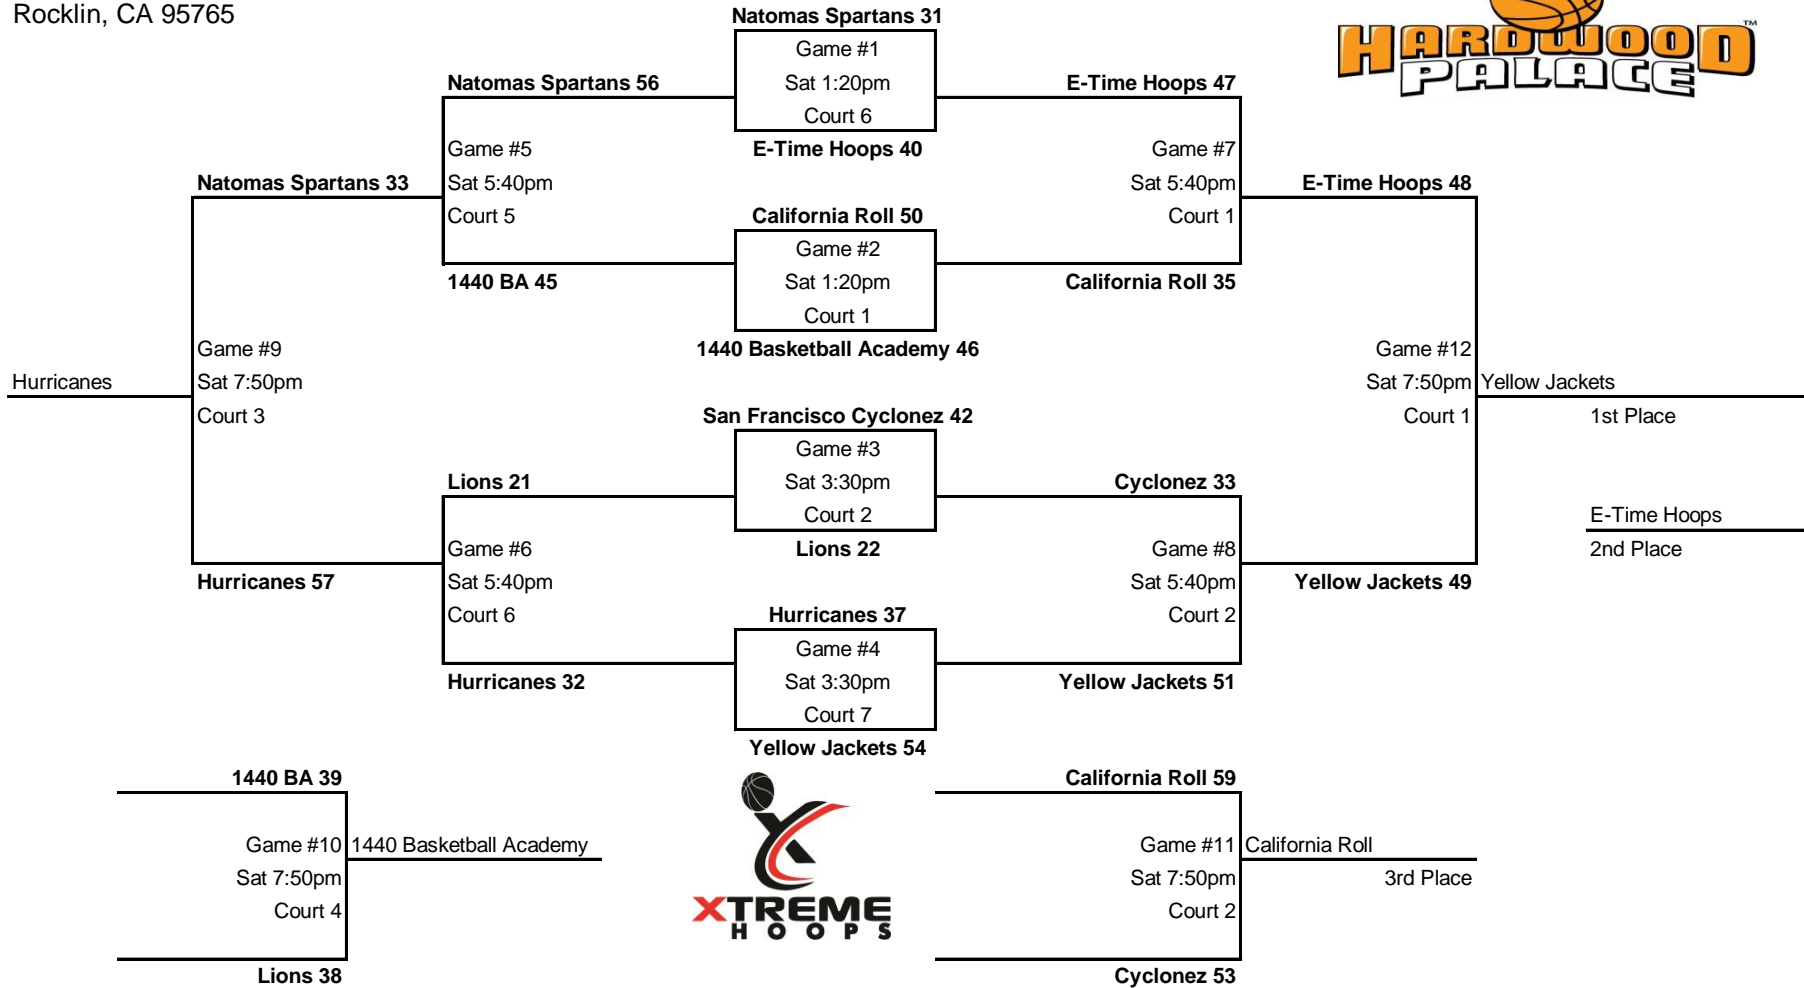 Rocklin, CA 95765
HARDWOOD
PALACE™
Natomas Spartans 31
Game #1
Sat 1:20pm
Court 6
E-Time Hoops 40
Natomas Spartans 56
Game #5
Sat 5:40pm
Court 5
1440 BA 45
E-Time Hoops 47
Game #7
Sat 5:40pm
Court 1
California Roll 35
California Roll 50
Game #2
Sat 1:20pm
Court 1
1440 Basketball Academy 46
Natomas Spartans 33
Game #9
Sat 7:50pm
Court 3
Hurricanes 57
Hurricanes
E-Time Hoops 48
Game #12
Sat 7:50pm
Court 1
Yellow Jackets 49
Yellow Jackets
1st Place
E-Time Hoops
2nd Place
San Francisco Cyclonez 42
Game #3
Sat 3:30pm
Court 2
Lions 22
Lions 21
Game #6
Sat 5:40pm
Court 6
Hurricanes 32
Cyclonez 33
Game #8
Sat 5:40pm
Court 2
Yellow Jackets 51
Hurricanes 37
Game #4
Sat 3:30pm
Court 7
Yellow Jackets 54
1440 BA 39
Game #10
Sat 7:50pm
Court 4
Lions 38
1440 Basketball Academy
XTREME
HOOPS
California Roll 59
Game #11
Sat 7:50pm
Court 2
Cyclonez 53
California Roll
3rd Place